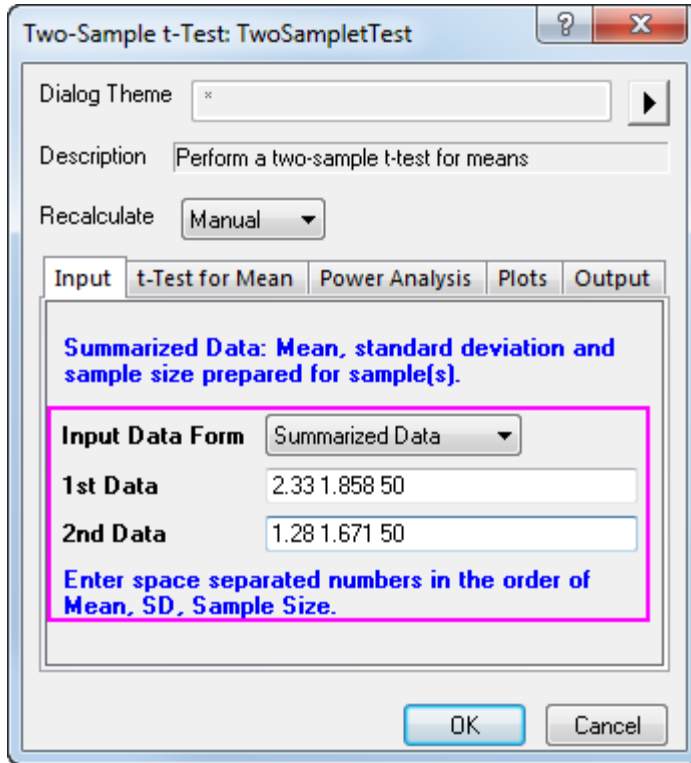 Two-Sample t-Test: TwoSampletTest
Dialog Theme *
Description Perform a two-sample t-test for means
Recalculate Manual
Input t-Test for Mean Power Analysis Plots Output
Summarized Data: Mean, standard deviation and
sample size prepared for sample(s).
Input Data Form Summarized Data
1st Data 2.33 1.858 50
2nd Data 1.28 1.671 50
Enter space separated numbers in the order of
Mean, SD, Sample Size.
OK Cancel